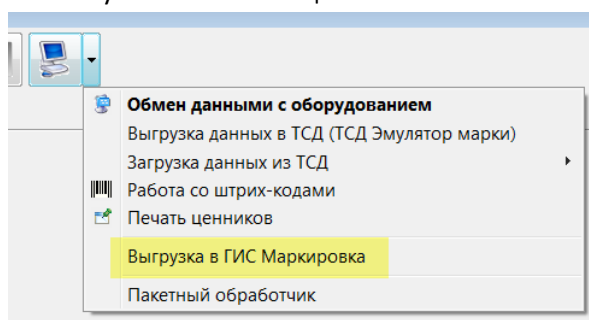 Обмен данными с оборудованием
Выгрузка данных в ТСД (ТСД Эмулятор марки)
Загрузка данных из ТСД
Работа со штрих-кодами
Печать ценников
Выгрузка в ГИС Маркировка
Пакетный обработчик